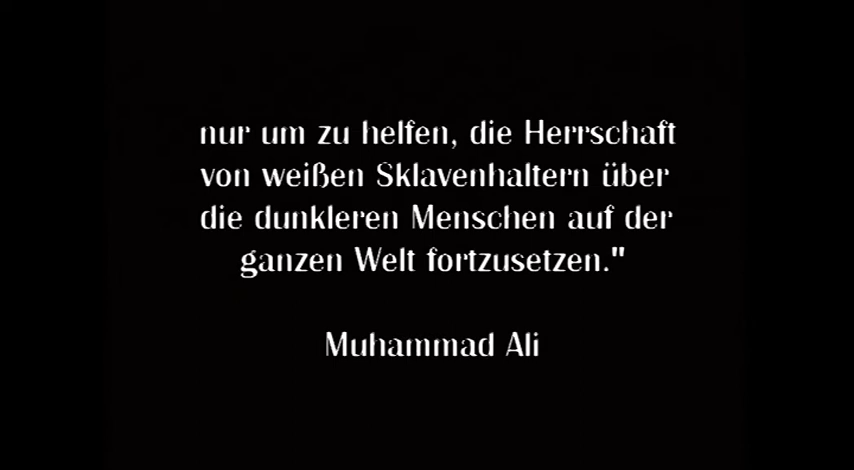 nur um zu helfen, die Herrschaft
von weißen Sklavenhaltern über
die dunkleren Menschen auf der
ganzen Welt fortzusetzen."
Muhammad Ali